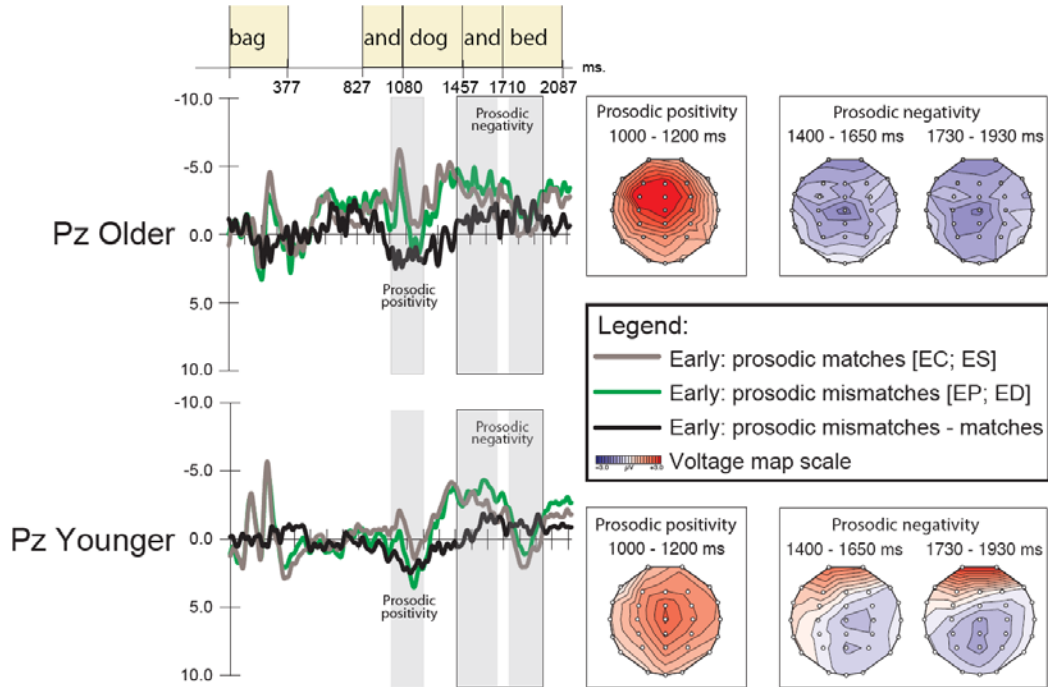 bag and dog and bed
ms.
377 827 1080 1457 1710 2087
-10.0
-5.0
0.0
5.0
10.0
Pz Older
Prosodic
negativity
Prosodic
positivity
Prosodic positivity
1000 - 1200 ms
Prosodic negativity
1400 - 1650 ms 1730 - 1930 ms
Legend:
Early: prosodic matches [EC; ES]
Early: prosodic mismatches [EP; ED]
Early: prosodic mismatches - matches
μV
Voltage map scale
-10.0
-5.0
0.0
5.0
10.0
Pz Younger
Prosodic
negativity
Prosodic
positivity
Prosodic positivity
1000 - 1200 ms
Prosodic negativity
1400 - 1650 ms 1730 - 1930 ms